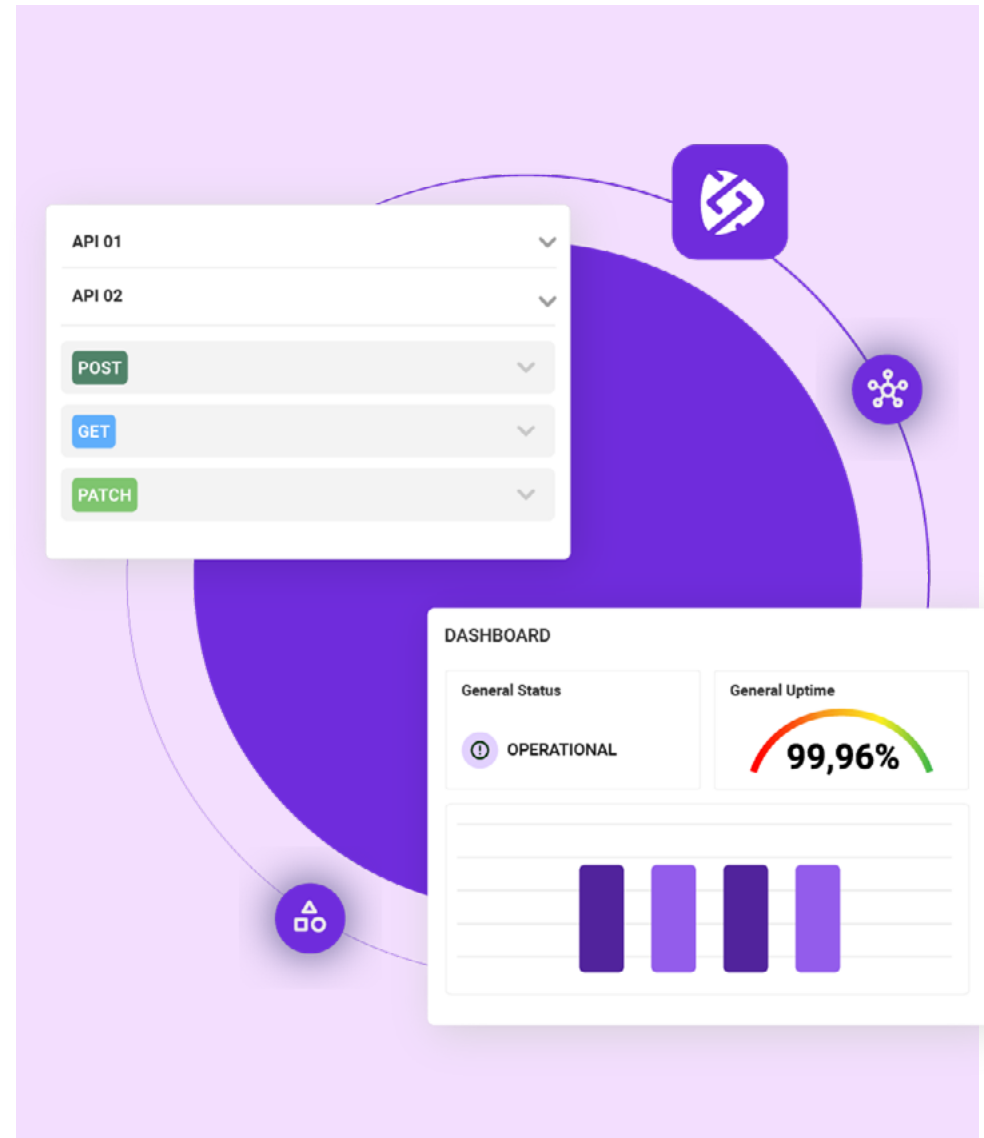 API 01
API 02
POST
GET
PATCH
DASHBOARD
General Status
OPERATIONAL
General Uptime
99,96%